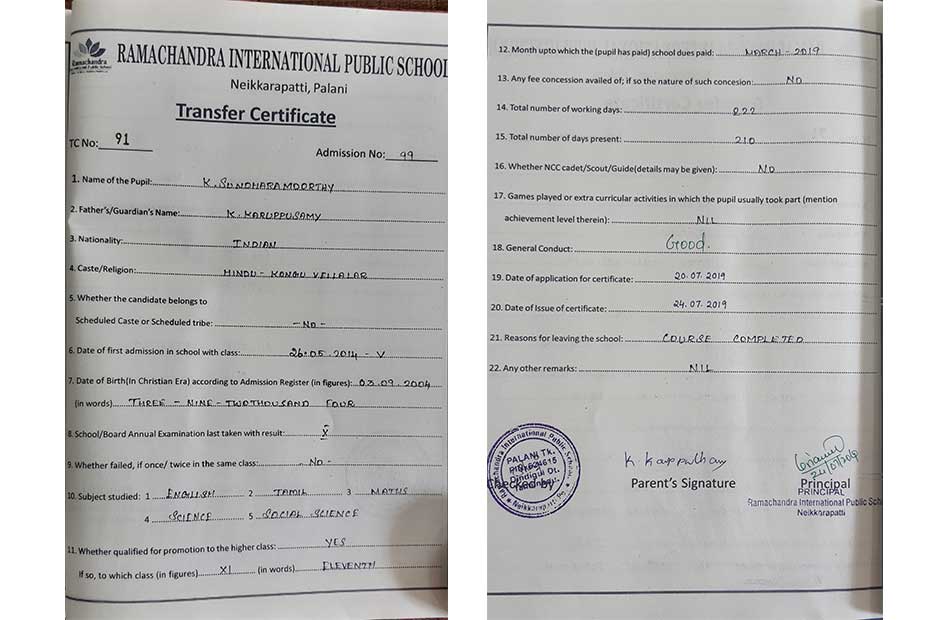 Ramachandra
RAMACHANDRA INTERNATIONAL PUBLIC SCHOOL
Neikkarapatti, Palani
Transfer Certificate
TC No: 91
Admission No: 99
1. Name of the Pupil: K. SUNDHARAMOORTHY
2. Father's/Guardian's Name: K. KARUPPUSAMY
3. Nationality: INDIAN
4. Caste/Religion: HINDU - KONGU VELLALAR
5. Whether the candidate belongs to
Scheduled Caste or Scheduled tribe: - NO -
6. Date of first admission in school with class: 26.05.2014 - V
7. Date of Birth(In Christian Era) according to Admission Register (in figures): 03.09.2004
(in words) THREE - NINE - TWOTHOUSAND FOUR
8. School/Board Annual Examination last taken with result: X
9. Whether failed, if once/ twice in the same class: - NO -
10. Subject studied: 1 ENGLISH 2 TAMIL 3 MATHS
4 SCIENCE 5 SOCIAL SCIENCE
11. Whether qualified for promotion to the higher class: YES
If so, to which class (in figures) XI (in words) ELEVENTH
12. Month upto which the (pupil has paid) school dues paid: MARCH - 2019
13. Any fee concession availed of; if so the nature of such concesion: NO
14. Total number of working days: 222
15. Total number of days present: 210
16. Whether NCC cadet/Scout/Guide(details may be given): NO
17. Games played or extra curricular activities in which the pupil usually took part (mention
achievement level therein): NIL
18. General Conduct: Good.
19. Date of application for certificate: 20.07.2019
20. Date of Issue of certificate: 24.07.2019
21. Reasons for leaving the school: COURSE COMPLETED
22. Any other remarks: NIL
PALANI TK.
Dindigul Dt.
Checked by
Parent's Signature
Principal
PRINCIPAL
Ramachandra International Public Sch
Neikkarapatti